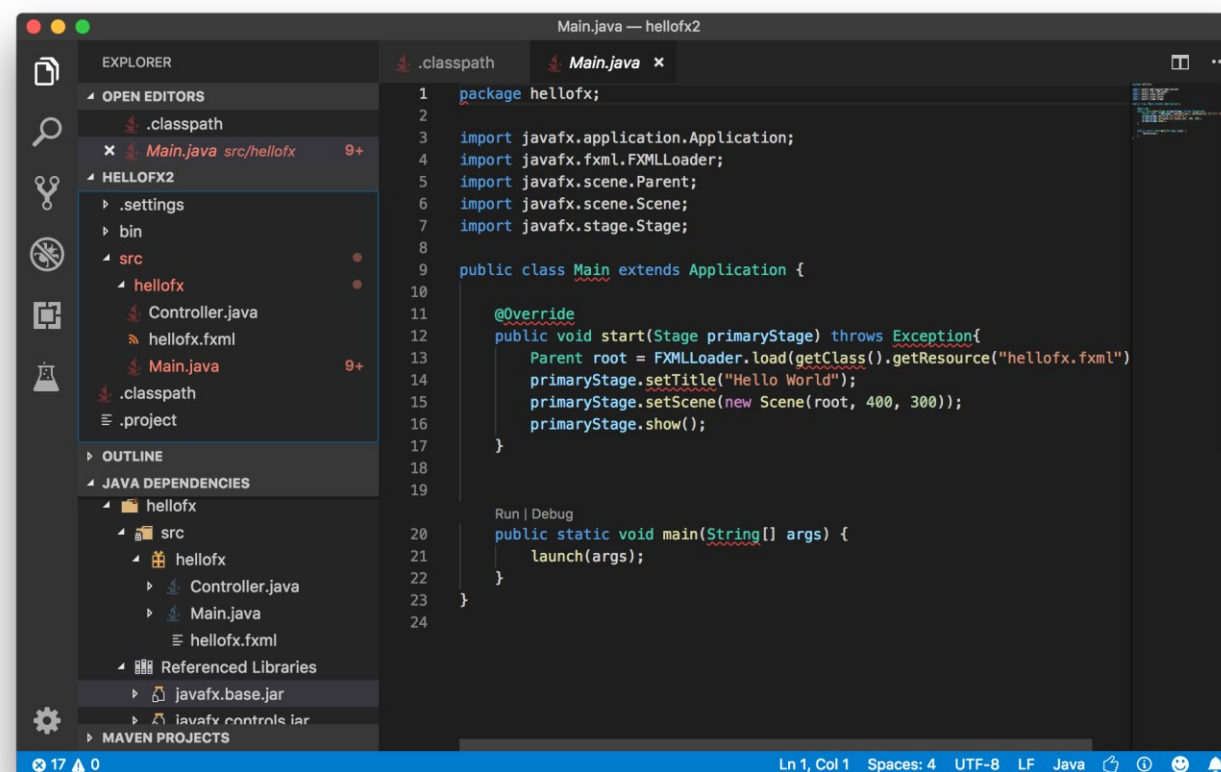 Main.java — hellofx2
EXPLORER
OPEN EDITORS
.classpath
Main.java src/hellofx 9+
HELLOFX2
.settings
bin
src
hellofx
Controller.java
hellofx.fxml
Main.java 9+
.classpath
.project
OUTLINE
JAVA DEPENDENCIES
hellofx
src
hellofx
Controller.java
Main.java
hellofx.fxml
Referenced Libraries
javafx.base.jar
javafx.controls.jar
MAVEN PROJECTS
.classpath Main.java
1 package hellofx;
2
3 import javafx.application.Application;
4 import javafx.fxml.FXMLLoader;
5 import javafx.scene.Parent;
6 import javafx.scene.Scene;
7 import javafx.stage.Stage;
8
9 public class Main extends Application {
10
11 @Override
12 public void start(Stage primaryStage) throws Exception{
13 Parent root = FXMLLoader.load(getClass().getResource("hellofx.fxml")
14 primaryStage.setTitle("Hello World");
15 primaryStage.setScene(new Scene(root, 400, 300));
16 primaryStage.show();
17 }
18
19
Run | Debug
20 public static void main(String[] args) {
21 launch(args);
22 }
23 }
24
17 0 Ln 1, Col 1 Spaces: 4 UTF-8 LF Java